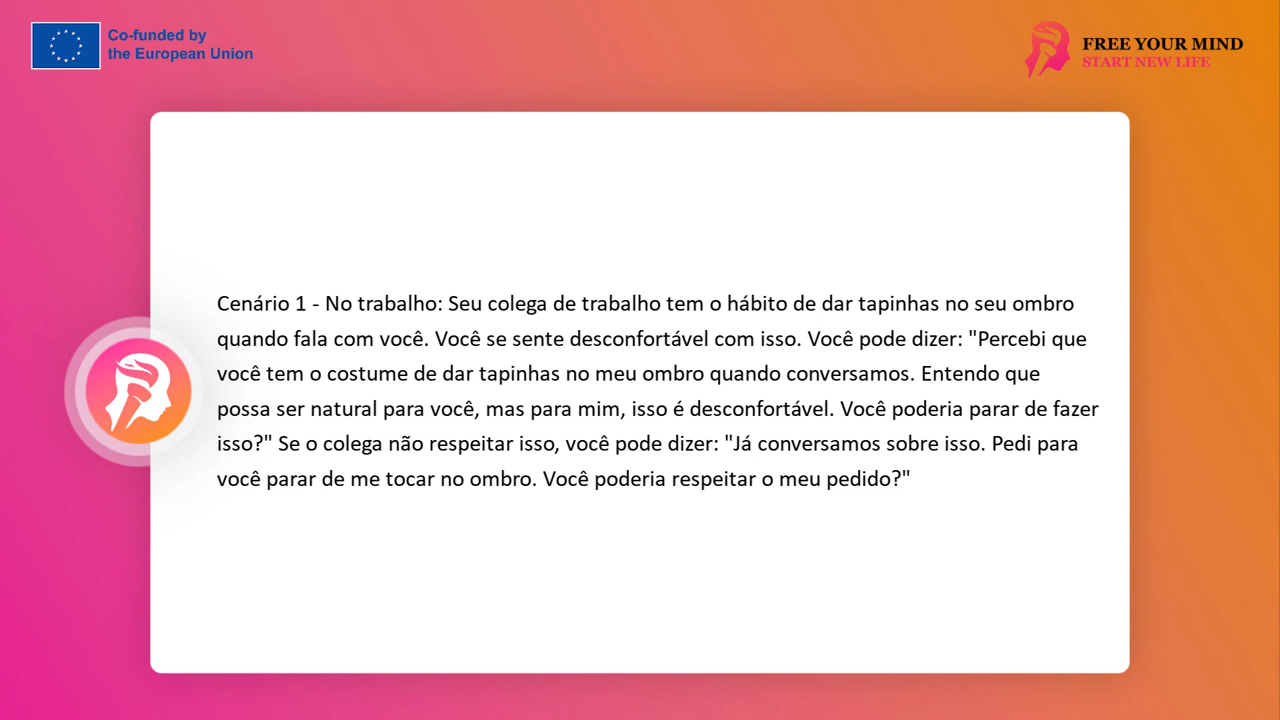 Co-funded by
the European Union
FREE YOUR MIND
START NEW LIFE
Cenário 1 - No trabalho: Seu colega de trabalho tem o hábito de dar tapinhas no seu ombro
quando fala com você. Você se sente desconfortável com isso. Você pode dizer: "Percebi que
você tem o costume de dar tapinhas no meu ombro quando conversamos. Entendo que
possa ser natural para você, mas para mim, isso é desconfortável. Você poderia parar de fazer
isso?" Se o colega não respeitar isso, você pode dizer: "Já conversamos sobre isso. Pedi para
você parar de me tocar no ombro. Você poderia respeitar o meu pedido?"